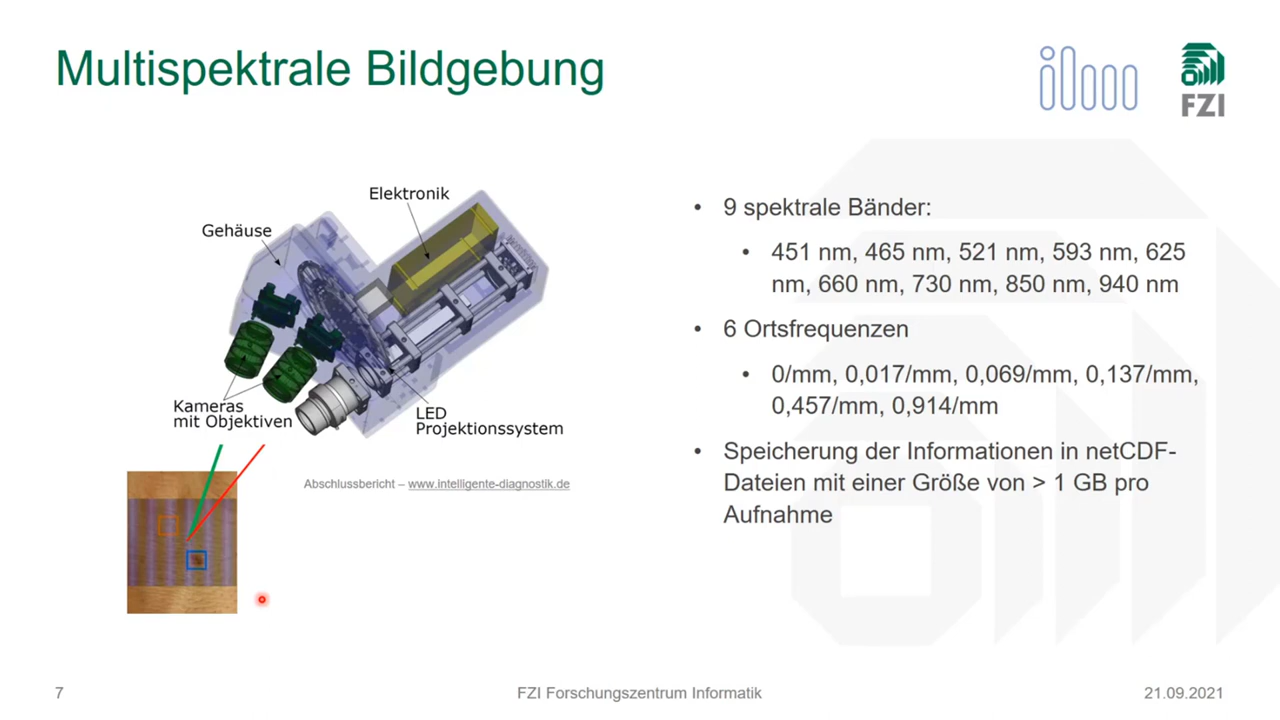 Multispektrale Bildgebung
FZI
Elektronik
Gehäuse
Kameras
mit Objektiven
LED
Projektionssystem
Abschlussbericht – www.intelligente-diagnostik.de
• 9 spektrale Bänder:
• 451 nm, 465 nm, 521 nm, 593 nm, 625
nm, 660 nm, 730 nm, 850 nm, 940 nm
• 6 Ortsfrequenzen
• 0/mm, 0,017/mm, 0,069/mm, 0,137/mm,
0,457/mm, 0,914/mm
• Speicherung der Informationen in netCDF-
Dateien mit einer Größe von > 1 GB pro
Aufnahme
7
FZI Forschungszentrum Informatik
21.09.2021